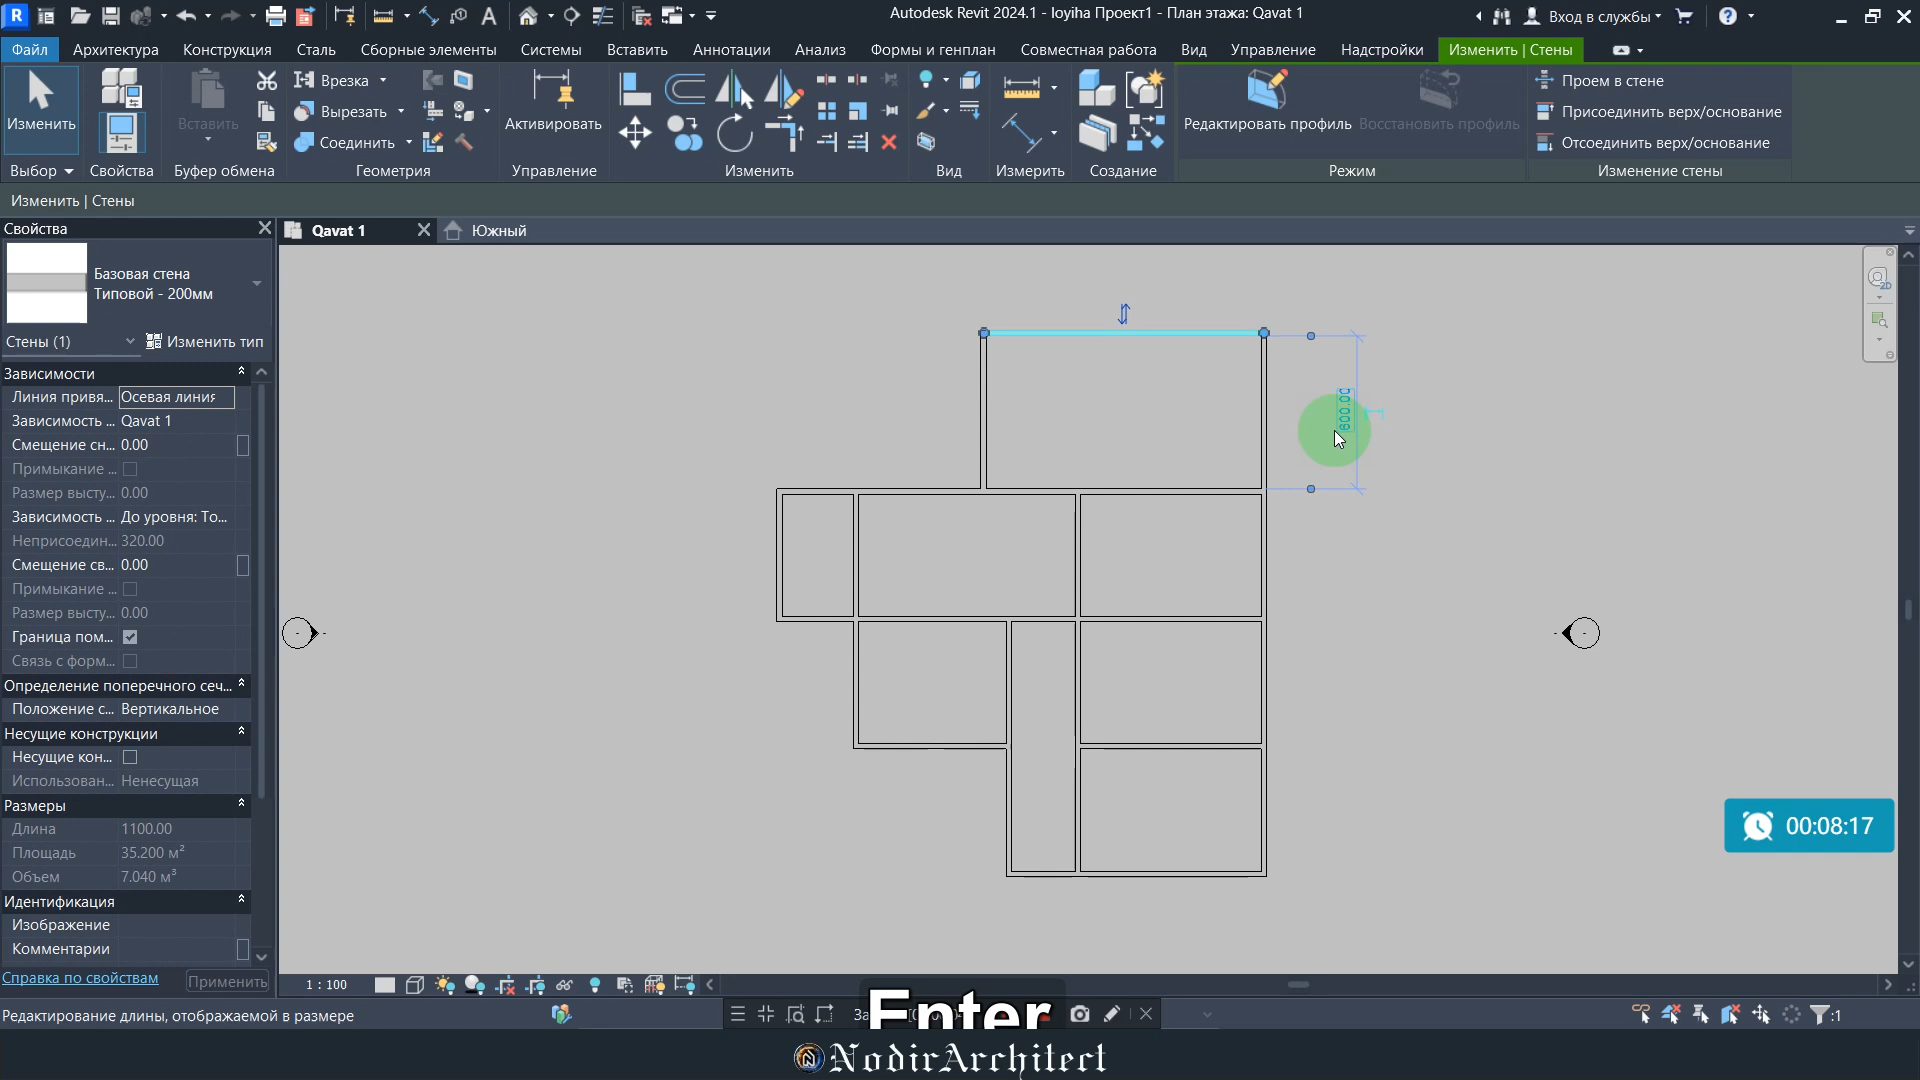 Autodesk Revit 2024.1 - loyiha Проект1 - План этажа: Qavat 1
Вход в службы
Файл Архитектура Конструкция Сталь Сборные элементы Системы Вставить Аннотации Анализ Формы и генплан Совместная работа Вид Управление Надстройки Изменить | Стены
Изменить
Вставить
Врезка
Вырезать
Соединить
Активировать
Редактировать профиль
Восстановить профиль
Проем в стене
Присоединить верх/основание
Отсоединить верх/основание
Выбор Свойства Буфер обмена Геометрия Управление Изменить Вид Измерить Создание Режим Изменение стены
Изменить | Стены
Свойства
Qavat 1
Южный
Базовая стена
Типовой - 200мм
Стены (1)
Изменить тип
Зависимости
Линия привя... Осевая линия
Зависимость ... Qavat 1
Смещение сн... 0.00
Примыкание ...
Размер высту... 0.00
Зависимость ... До уровня: To...
Неприсоедин... 320.00
Смещение св... 0.00
Примыкание ...
Размер высту... 0.00
Граница пом...
Связь с форм...
Определение поперечного сеч...
Положение с... Вертикальное
Несущие конструкции
Несущие кон...
Использован... Ненесущая
Размеры
Длина 1100.00
Площадь 35.200 м²
Объем 7.040 м³
Идентификация
Изображение
Комментарии
Справка по свойствам
Применить
600.00
2D
00:08:17
1 : 100
Редактирование длины, отображаемой в размере
Enter
:1
NodirArchitect